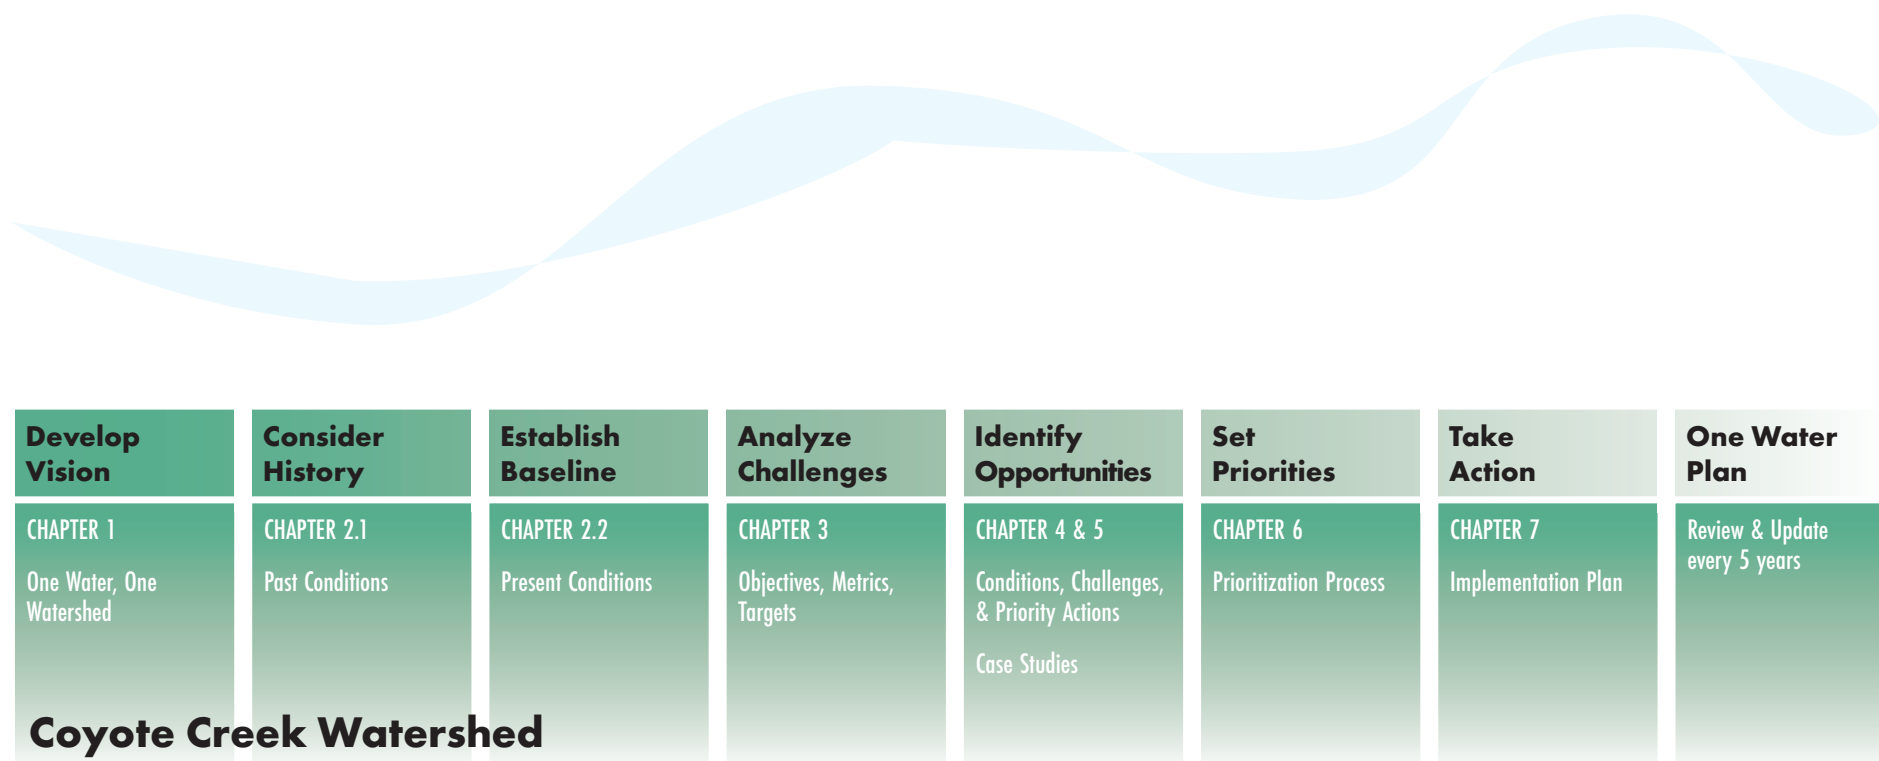 Develop
Vision
Consider
History
Establish
Baseline
Analyze
Challenges
Identify
Opportunities
Set
Priorities
Take
Action
One Water
Plan
CHAPTER 1
One Water, One
Watershed
CHAPTER 2.1
Past Conditions
CHAPTER 2.2
Present Conditions
CHAPTER 3
Objectives, Metrics,
Targets
CHAPTER 4 & 5
Conditions, Challenges,
& Priority Actions
Case Studies
CHAPTER 6
Prioritization Process
CHAPTER 7
Implementation Plan
Review & Update
every 5 years
Coyote Creek Watershed